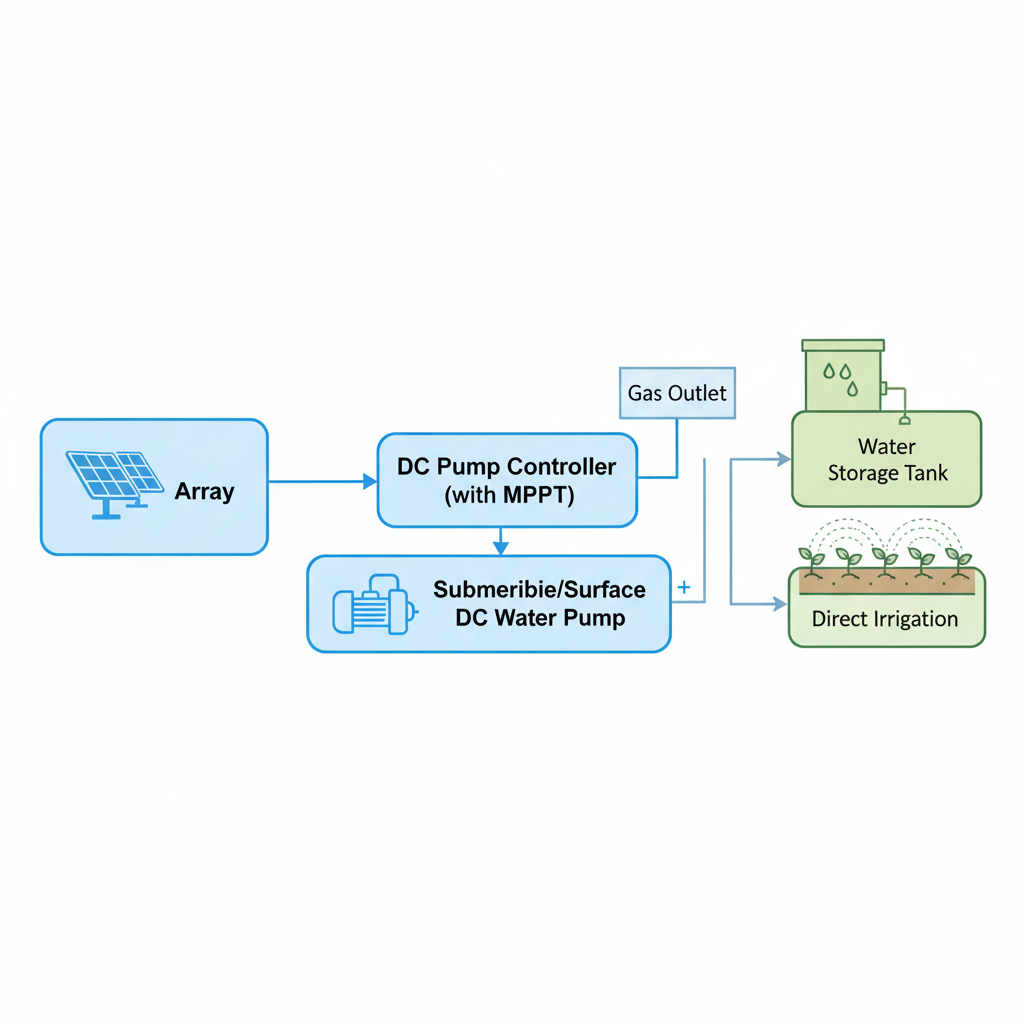 Array
DC Pump Controller
(with MPPT)
Gas Outlet
Submeribie/Surface
DC Water Pump
+
Water
Storage Tank
Direct Irrigation